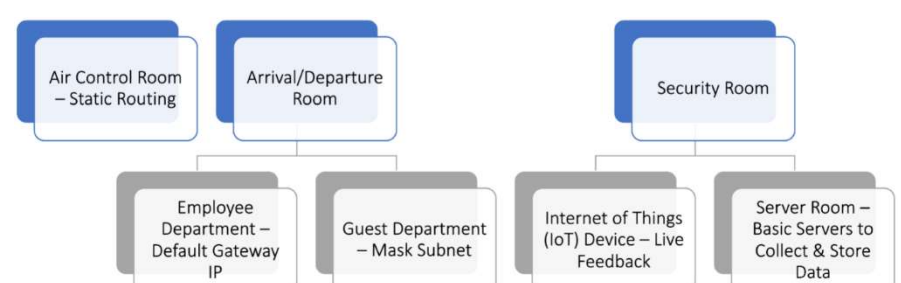 Air Control Room
– Static Routing
Arrival/Departure
Room
Security Room
Employee
Department –
Default Gateway
IP
Guest Department
– Mask Subnet
Internet of Things
(IoT) Device – Live
Feedback
Server Room –
Basic Servers to
Collect & Store
Data